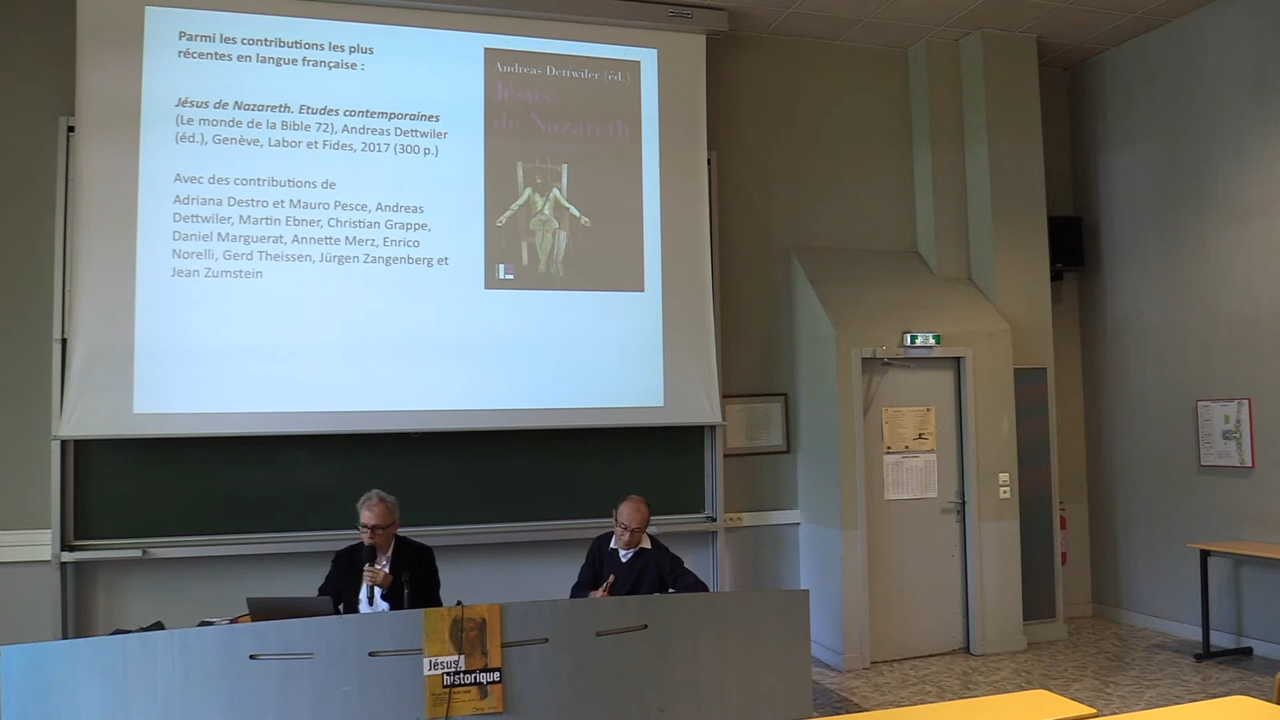 Parmi les contributions les plus
récentes en langue française :
Jésus de Nazareth. Etudes contemporaines
(Le monde de la Bible 72), Andreas Dettwiler
(éd.), Genève, Labor et Fides, 2017 (300 p.)
Avec des contributions de
Adriana Destro et Mauro Pesce, Andreas
Dettwiler, Martin Ebner, Christian Grappe,
Daniel Marguerat, Annette Merz, Enrico
Norelli, Gerd Theissen, Jürgen Zangenberg et
Jean Zumstein
Andreas Dettwiler (éd.)
Jésus
de Nazareth
Jésus,
historique